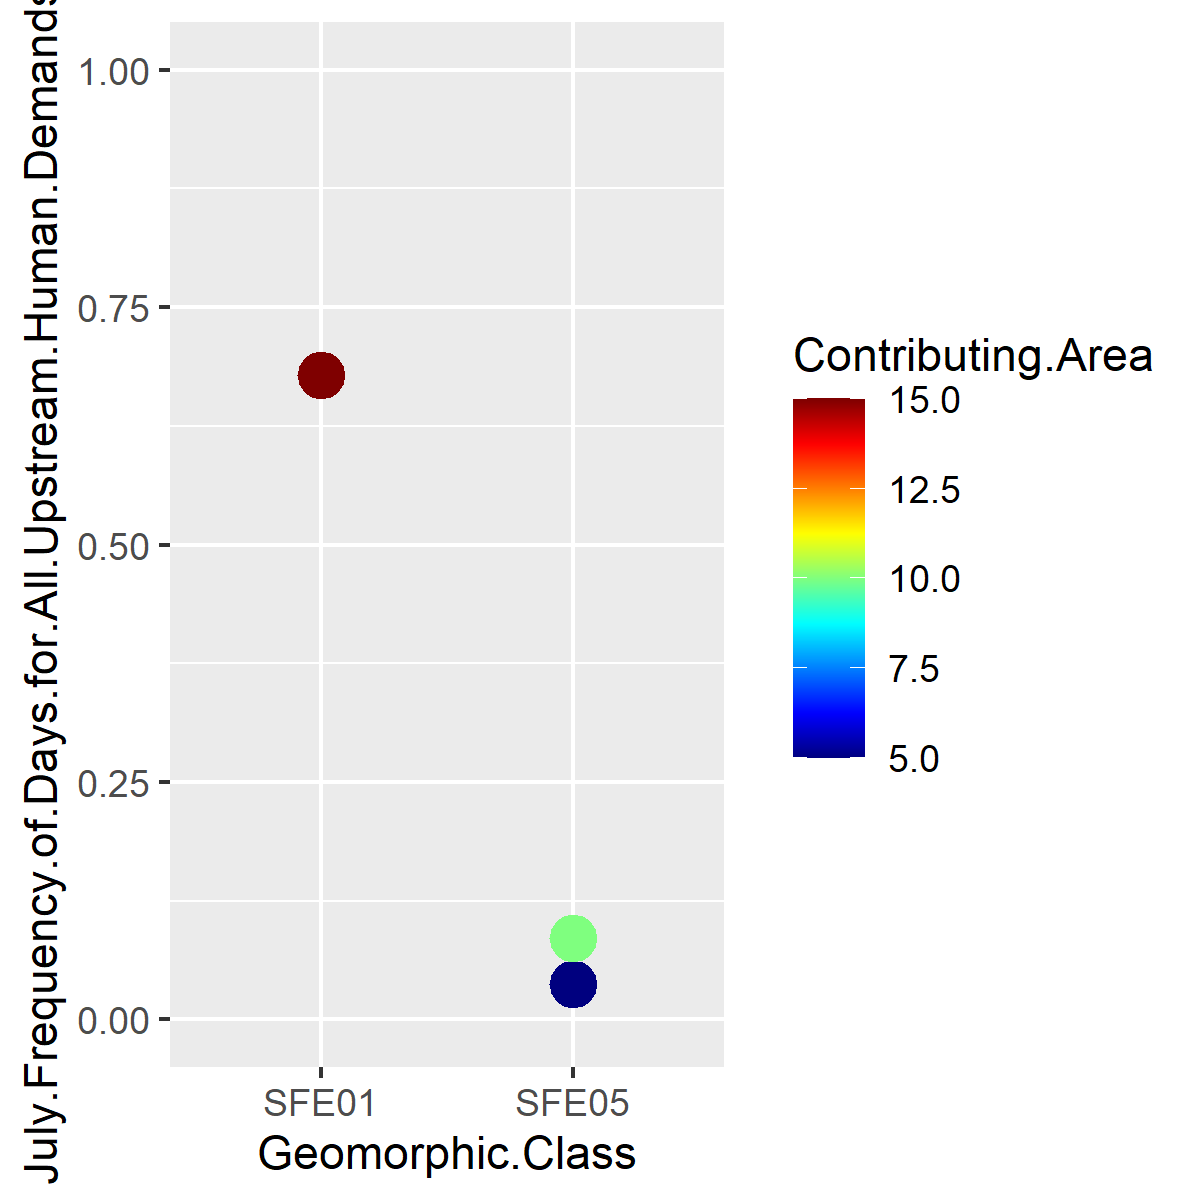 July.Frequency.of.Days.for.All.Upstream.Human.Demands
1.00
0.75
0.50
0.25
0.00
SFE01
SFE05
Geomorphic.Class
Contributing.Area
15.0
12.5
10.0
7.5
5.0